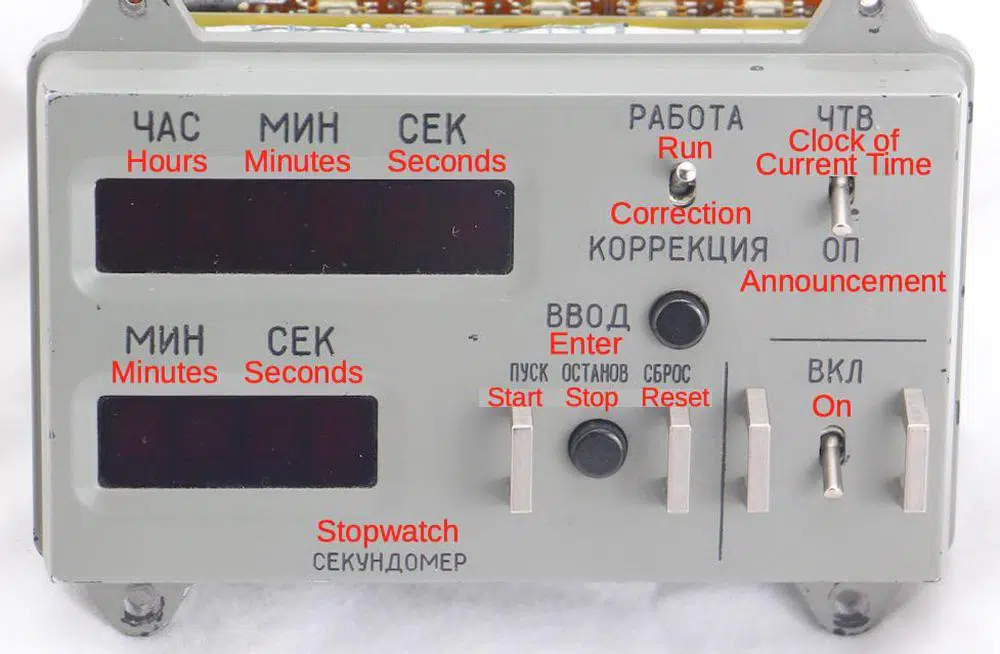 ЧАС МИН СЕК
Hours Minutes Seconds
РАБОТА
Run
Correction
КОРРЕКЦИЯ
ЧТВ
Clock of
Current Time
ОП
Announcement
ВВОД
Enter
МИН СЕК
Minutes Seconds
ПУСК ОСТАНОВ СБРОС
Start Stop Reset
ВКЛ
On
Stopwatch
СЕКУНДОМЕР